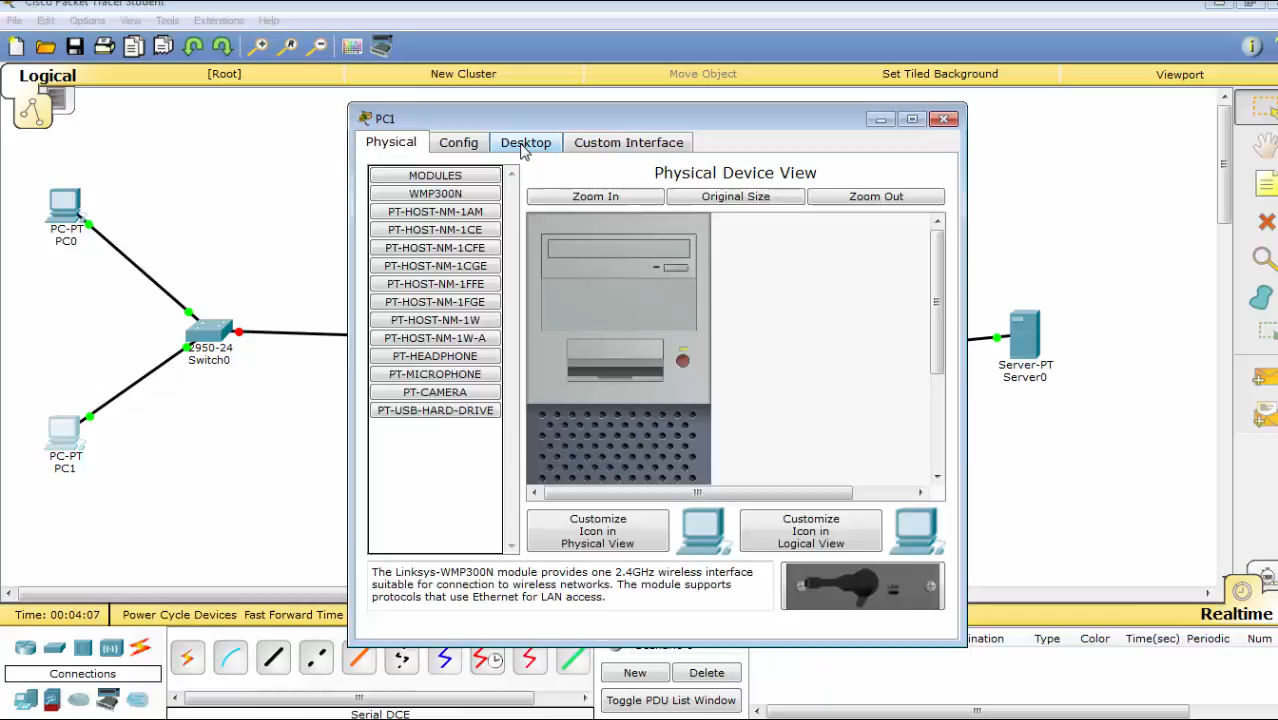 Cisco Packet Tracer Student
File Edit Options View Tools Extensions Help
Logical
[Root]
New Cluster
Move Object
Set Tiled Background
Viewport
PC1
Physical
Config
Desktop
Custom Interface
MODULES
WMP300N
PT-HOST-NM-1AM
PT-HOST-NM-1CE
PT-HOST-NM-1CFE
PT-HOST-NM-1CGE
PT-HOST-NM-1FFE
PT-HOST-NM-1FGE
PT-HOST-NM-1W
PT-HOST-NM-1W-A
PT-HEADPHONE
PT-MICROPHONE
PT-CAMERA
PT-USB-HARD-DRIVE
Physical Device View
Zoom In
Original Size
Zoom Out
Customize
Icon in
Physical View
Customize
Icon in
Logical View
The Linksys-WMP300N module provides one 2.4GHz wireless interface
suitable for connection to wireless networks. The module supports
protocols that use Ethernet for LAN access.
PC-PT
PC0
2950-24
Switch0
PC-PT
PC1
Server-PT
Server0
Time: 00:04:07
Power Cycle Devices Fast Forward Time
Realtime
Connections
Serial DCE
New
Delete
Toggle PDU List Window
ination Type Color Time(sec) Periodic Num